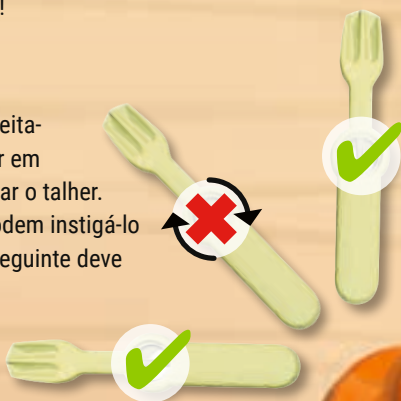 !
eita-
r em
ar o talher.
odem instigá-lo
eguinte deve